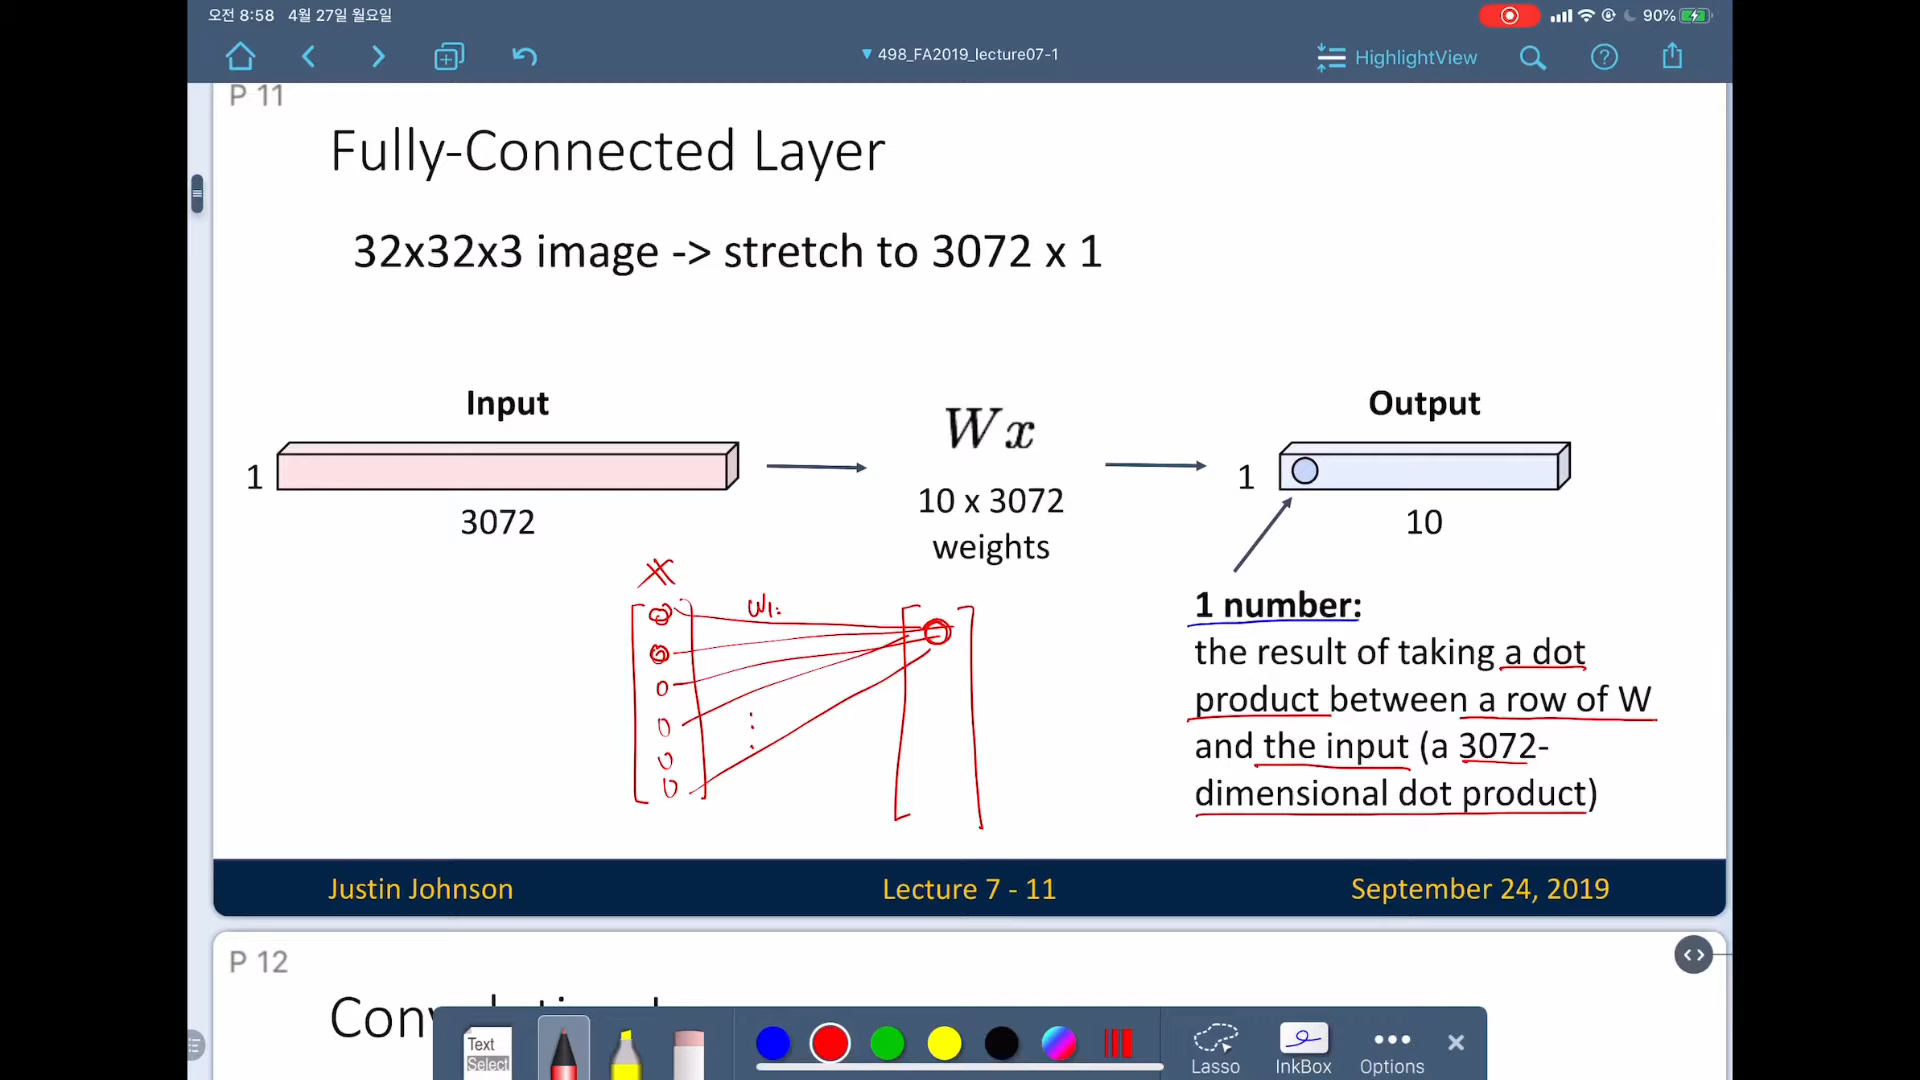 오전 8:58 4월 27일 월요일
90%
498_FA2019_lecture07-1
HighlightView
P 11
Fully-Connected Layer
32x32x3 image -> stretch to 3072 x 1
Input
1
3072
Wx
10 x 3072
weights
Output
1
10
x
w1:
1 number:
the result of taking a dot
product between a row of W
and the input (a 3072-
dimensional dot product)
Justin Johnson
Lecture 7 - 11
September 24, 2019
P 12
Text
Select
Lasso
InkBox
Options